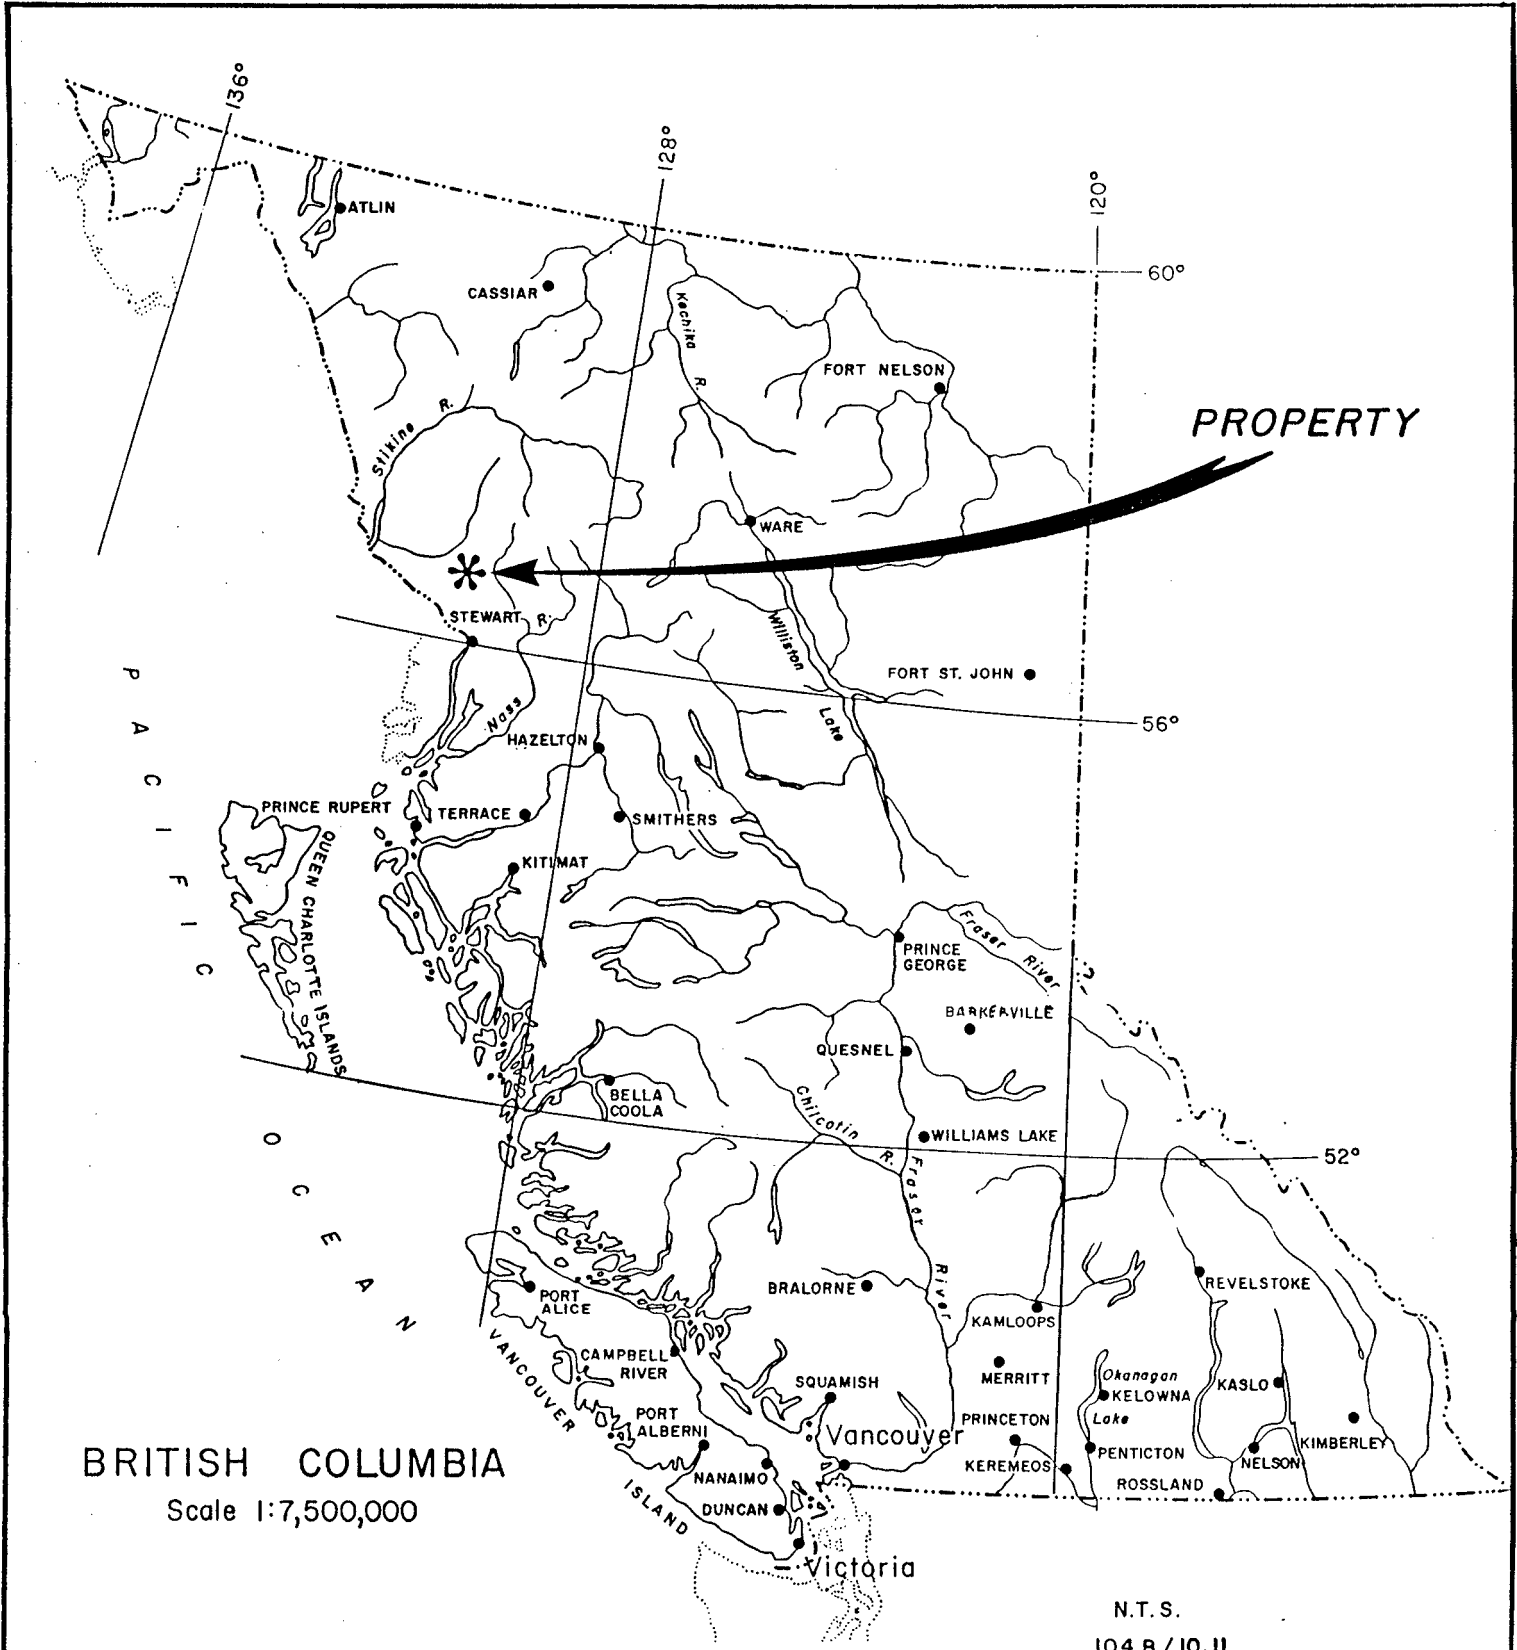 136°
128°
120°
ATLIN
60°
CASSIAR
Kechika R.
FORT NELSON
PROPERTY
Stikine R.
WARE
STEWART
R.
Williston
FORT ST. JOHN
56°
Nass
Lake
HAZELTON
PRINCE RUPERT
TERRACE
SMITHERS
KITIMAT
QUEEN CHARLOTTE ISLANDS
PACIFIC
Fraser River
PRINCE
GEORGE
BARKERVILLE
QUESNEL
BELLA
COOLA
Chilcotin R.
WILLIAMS LAKE
52°
OCEAN
Fraser River
REVELSTOKE
BRALORNE
PORT
ALICE
KAMLOOPS
VANCOUVER
ISLAND
CAMPBELL
RIVER
MERRITT
Okanagan
KELOWNA
Lake
KASLO
SQUAMISH
PRINCETON
PORT
ALBERNI
Vancouver
KIMBERLEY
PENTICTON
NELSON
KEREMEOS
NANAIMO
ROSSLAND
DUNCAN
Victoria
BRITISH COLUMBIA
Scale 1:7,500,000
N.T.S.
104 B / 10, 11